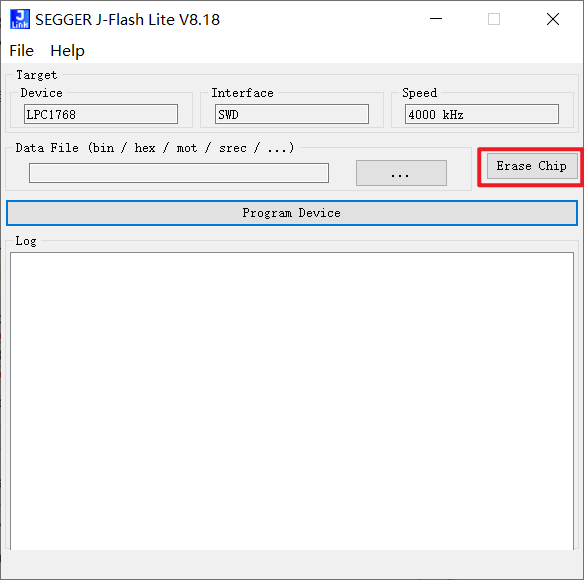 J LinK SEGGER J-Flash Lite V8.18
File Help
Target
Device Interface Speed
LPC1768 SWD 4000 kHz
Data File (bin / hex / mot / srec / ...)
... Erase Chip
Program Device
Log